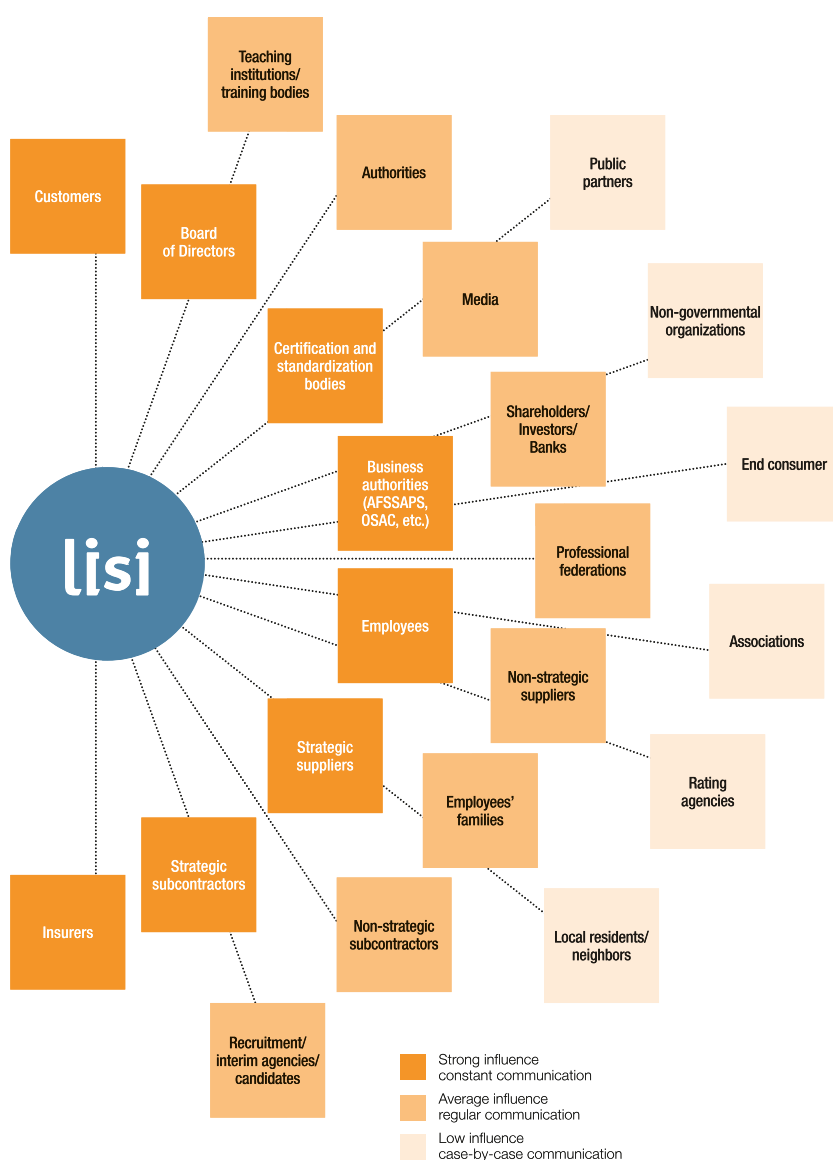 Teaching
institutions/
training bodies
Customers
Board
of Directors
Authorities
Public
partners
Media
Non-governmental
organizations
Certification and
standardization
bodies
Shareholders/
Investors/
Banks
Business
authorities
(AFSSAPS,
OSAC, etc.)
End consumer
lisi
Professional
federations
Employees
Associations
Non-strategic
suppliers
Strategic
suppliers
Rating
agencies
Employees’
families
Strategic
subcontractors
Insurers
Non-strategic
subcontractors
Local residents/
neighbors
Recruitment/
interim agencies/
candidates
Strong influence
constant communication
Average influence
regular communication
Low influence
case-by-case communication